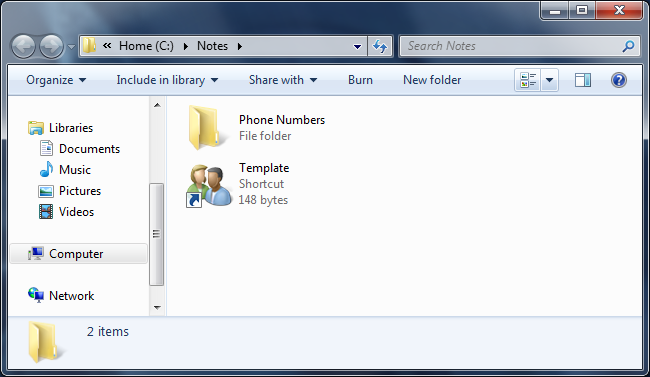 « Home (C:) ▸ Notes ▸
Search Notes
Organize Include in library Share with Burn New folder
Libraries
Documents
Music
Pictures
Videos
Computer
Network
Phone Numbers
File folder
Template
Shortcut
148 bytes
2 items